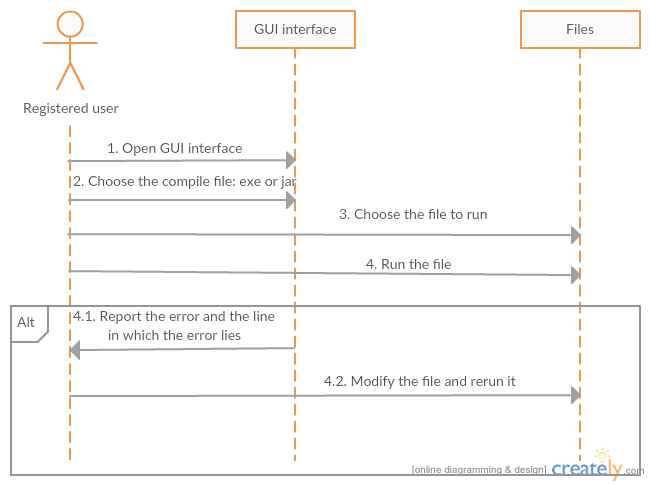 GUI interface
Files
Registered user
1. Open GUI interface
2. Choose the compile file: exe or jar
3. Choose the file to run
4. Run the file
Alt
4.1. Report the error and the line
in which the error lies
4.2. Modify the file and rerun it
[online diagramming & design] creately.com